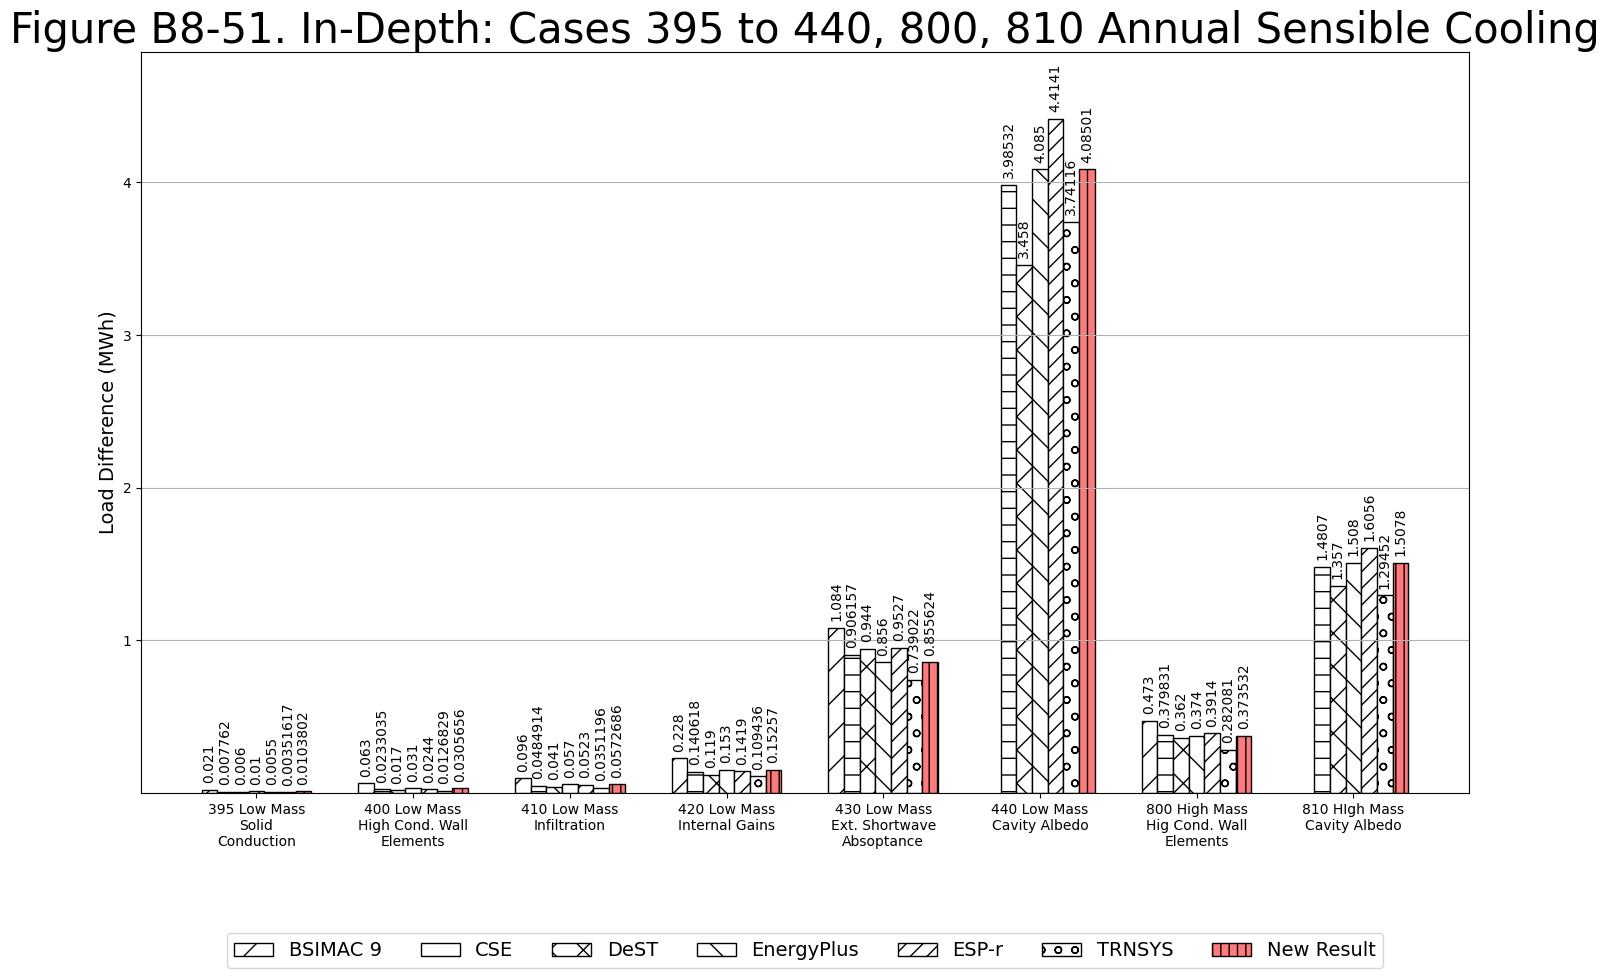 Figure B8-51. In-Depth: Cases 395 to 440, 800, 810 Annual Sensible Cooling
Load Difference (MWh)
4
3
2
1
0.021
0.007762
0.006
0.01
0.0055
0.00351617
0.0103802
0.063
0.0233035
0.017
0.031
0.0244
0.0126829
0.0305656
0.096
0.0484914
0.041
0.057
0.0523
0.0351196
0.0572686
0.228
0.140618
0.119
0.153
0.1419
0.109436
0.15257
1.084
0.906157
0.944
0.856
0.9527
0.739022
0.855624
3.98532
3.458
4.085
4.4141
3.74116
4.08501
0.473
0.379831
0.362
0.374
0.3914
0.282081
0.373532
1.4807
1.357
1.508
1.6056
1.29452
1.5078
395 Low Mass
Solid
Conduction
400 Low Mass
High Cond. Wall
Elements
410 Low Mass
Infiltration
420 Low Mass
Internal Gains
430 Low Mass
Ext. Shortwave
Absoptance
440 Low Mass
Cavity Albedo
800 High Mass
Hig Cond. Wall
Elements
810 HIgh Mass
Cavity Albedo
BSIMAC 9
CSE
DeST
EnergyPlus
ESP-r
TRNSYS
New Result